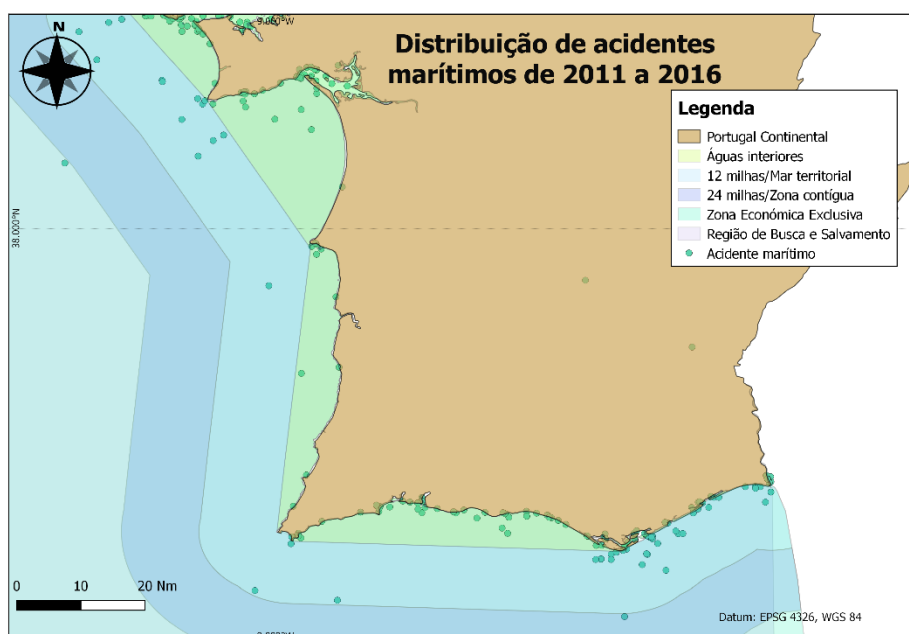 9.000°W
N
Distribuição de acidentes
marítimos de 2011 a 2016
Legenda
Portugal Continental
Águas interiores
12 milhas/Mar territorial
24 milhas/Zona contígua
Zona Económica Exclusiva
Região de Busca e Salvamento
Acidente marítimo
38.000°N
0 10 20 Nm
Datum: EPSG 4326, WGS 84